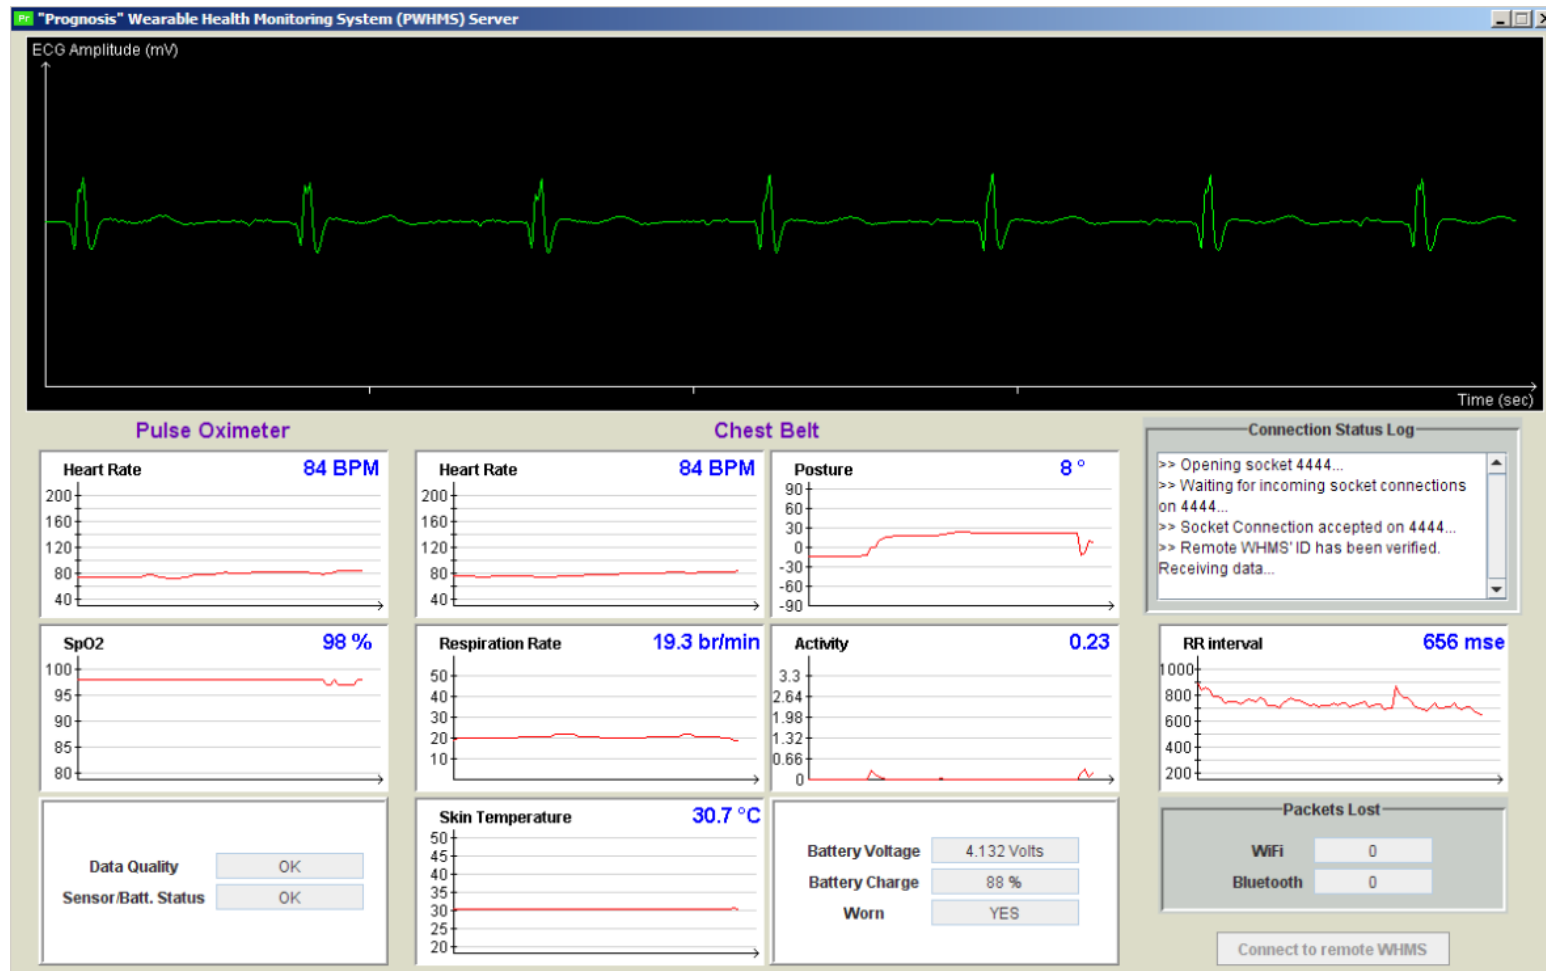 Pr "Prognosis" Wearable Health Monitoring System (PWHMS) Server
ECG Amplitude (mV)
Time (sec)
Pulse Oximeter
Chest Belt
Heart Rate 84 BPM
200
160
120
80
40
Heart Rate 84 BPM
200
160
120
80
40
Posture 8 °
90
60
30
0
-30
-60
-90
Connection Status Log
>> Opening socket 4444...
>> Waiting for incoming socket connections
on 4444...
>> Socket Connection accepted on 4444...
>> Remote WHMS' ID has been verified.
Receiving data...
SpO2 98 %
100
95
90
85
80
Respiration Rate 19.3 br/min
50
40
30
20
10
Activity 0.23
3.3
2.64
1.98
1.32
0.66
0
RR interval 656 mse
1000
800
600
400
200
Data Quality OK
Sensor/Batt. Status OK
Skin Temperature 30.7 °C
50
45
40
35
30
25
20
Battery Voltage 4.132 Volts
Battery Charge 88 %
Worn YES
Packets Lost
WiFi 0
Bluetooth 0
Connect to remote WHMS